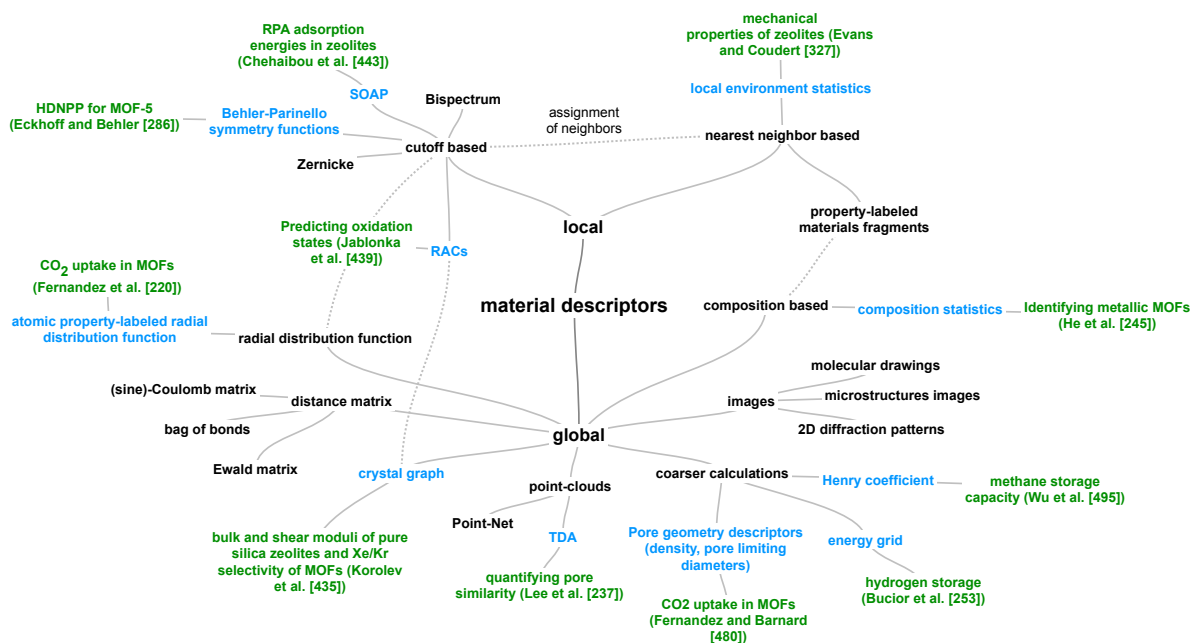 RPA adsorption
energies in zeolites
(Chehaibou et al. [443])
mechanical
properties of zeolites (Evans
and Coudert [327])
SOAP
Bispectrum
local environment statistics
HDNPP for MOF-5
(Eckhoff and Behler [286])
Behler-Parinello
symmetry functions
assignment
of neighbors
cutoff based
nearest neighbor based
Zernicke
property-labeled
materials fragments
Predicting oxidation
states (Jablonka
et al. [439])
RACs
local
CO2 uptake in MOFs
(Fernandez et al. [220])
material descriptors
composition based
composition statistics
Identifying metallic MOFs
(He et al. [245])
atomic property-labeled radial
distribution function
radial distribution function
molecular drawings
(sine)-Coulomb matrix
distance matrix
images
microstructures images
bag of bonds
2D diffraction patterns
global
Ewald matrix
crystal graph
point-clouds
coarser calculations
Henry coefficient
methane storage
capacity (Wu et al. [495])
Point-Net
TDA
Pore geometry descriptors
(density, pore limiting
diameters)
energy grid
bulk and shear moduli of pure
silica zeolites and Xe/Kr
selectivity of MOFs (Korolev
et al. [435])
quantifying pore
similarity (Lee et al. [237])
hydrogen storage
(Bucior et al. [253])
CO2 uptake in MOFs
(Fernandez and Barnard
[480])